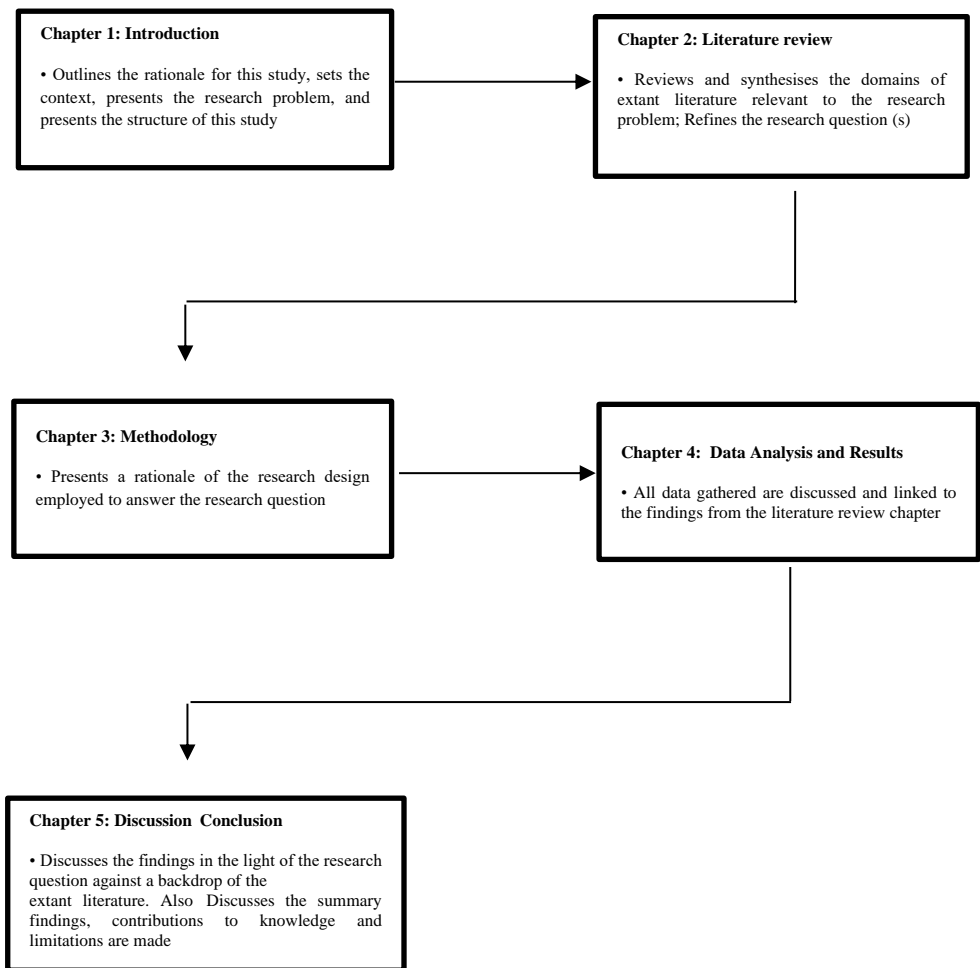 Chapter 1: Introduction
• Outlines the rationale for this study, sets the
context, presents the research problem, and
presents the structure of this study
Chapter 2: Literature review
• Reviews and synthesises the domains of
extant literature relevant to the research
problem; Refines the research question (s)
Chapter 3: Methodology
• Presents a rationale of the research design
employed to answer the research question
Chapter 4: Data Analysis and Results
• All data gathered are discussed and linked to
the findings from the literature review chapter
Chapter 5: Discussion Conclusion
• Discusses the findings in the light of the research
question against a backdrop of the
extant literature. Also Discusses the summary
findings, contributions to knowledge and
limitations are made